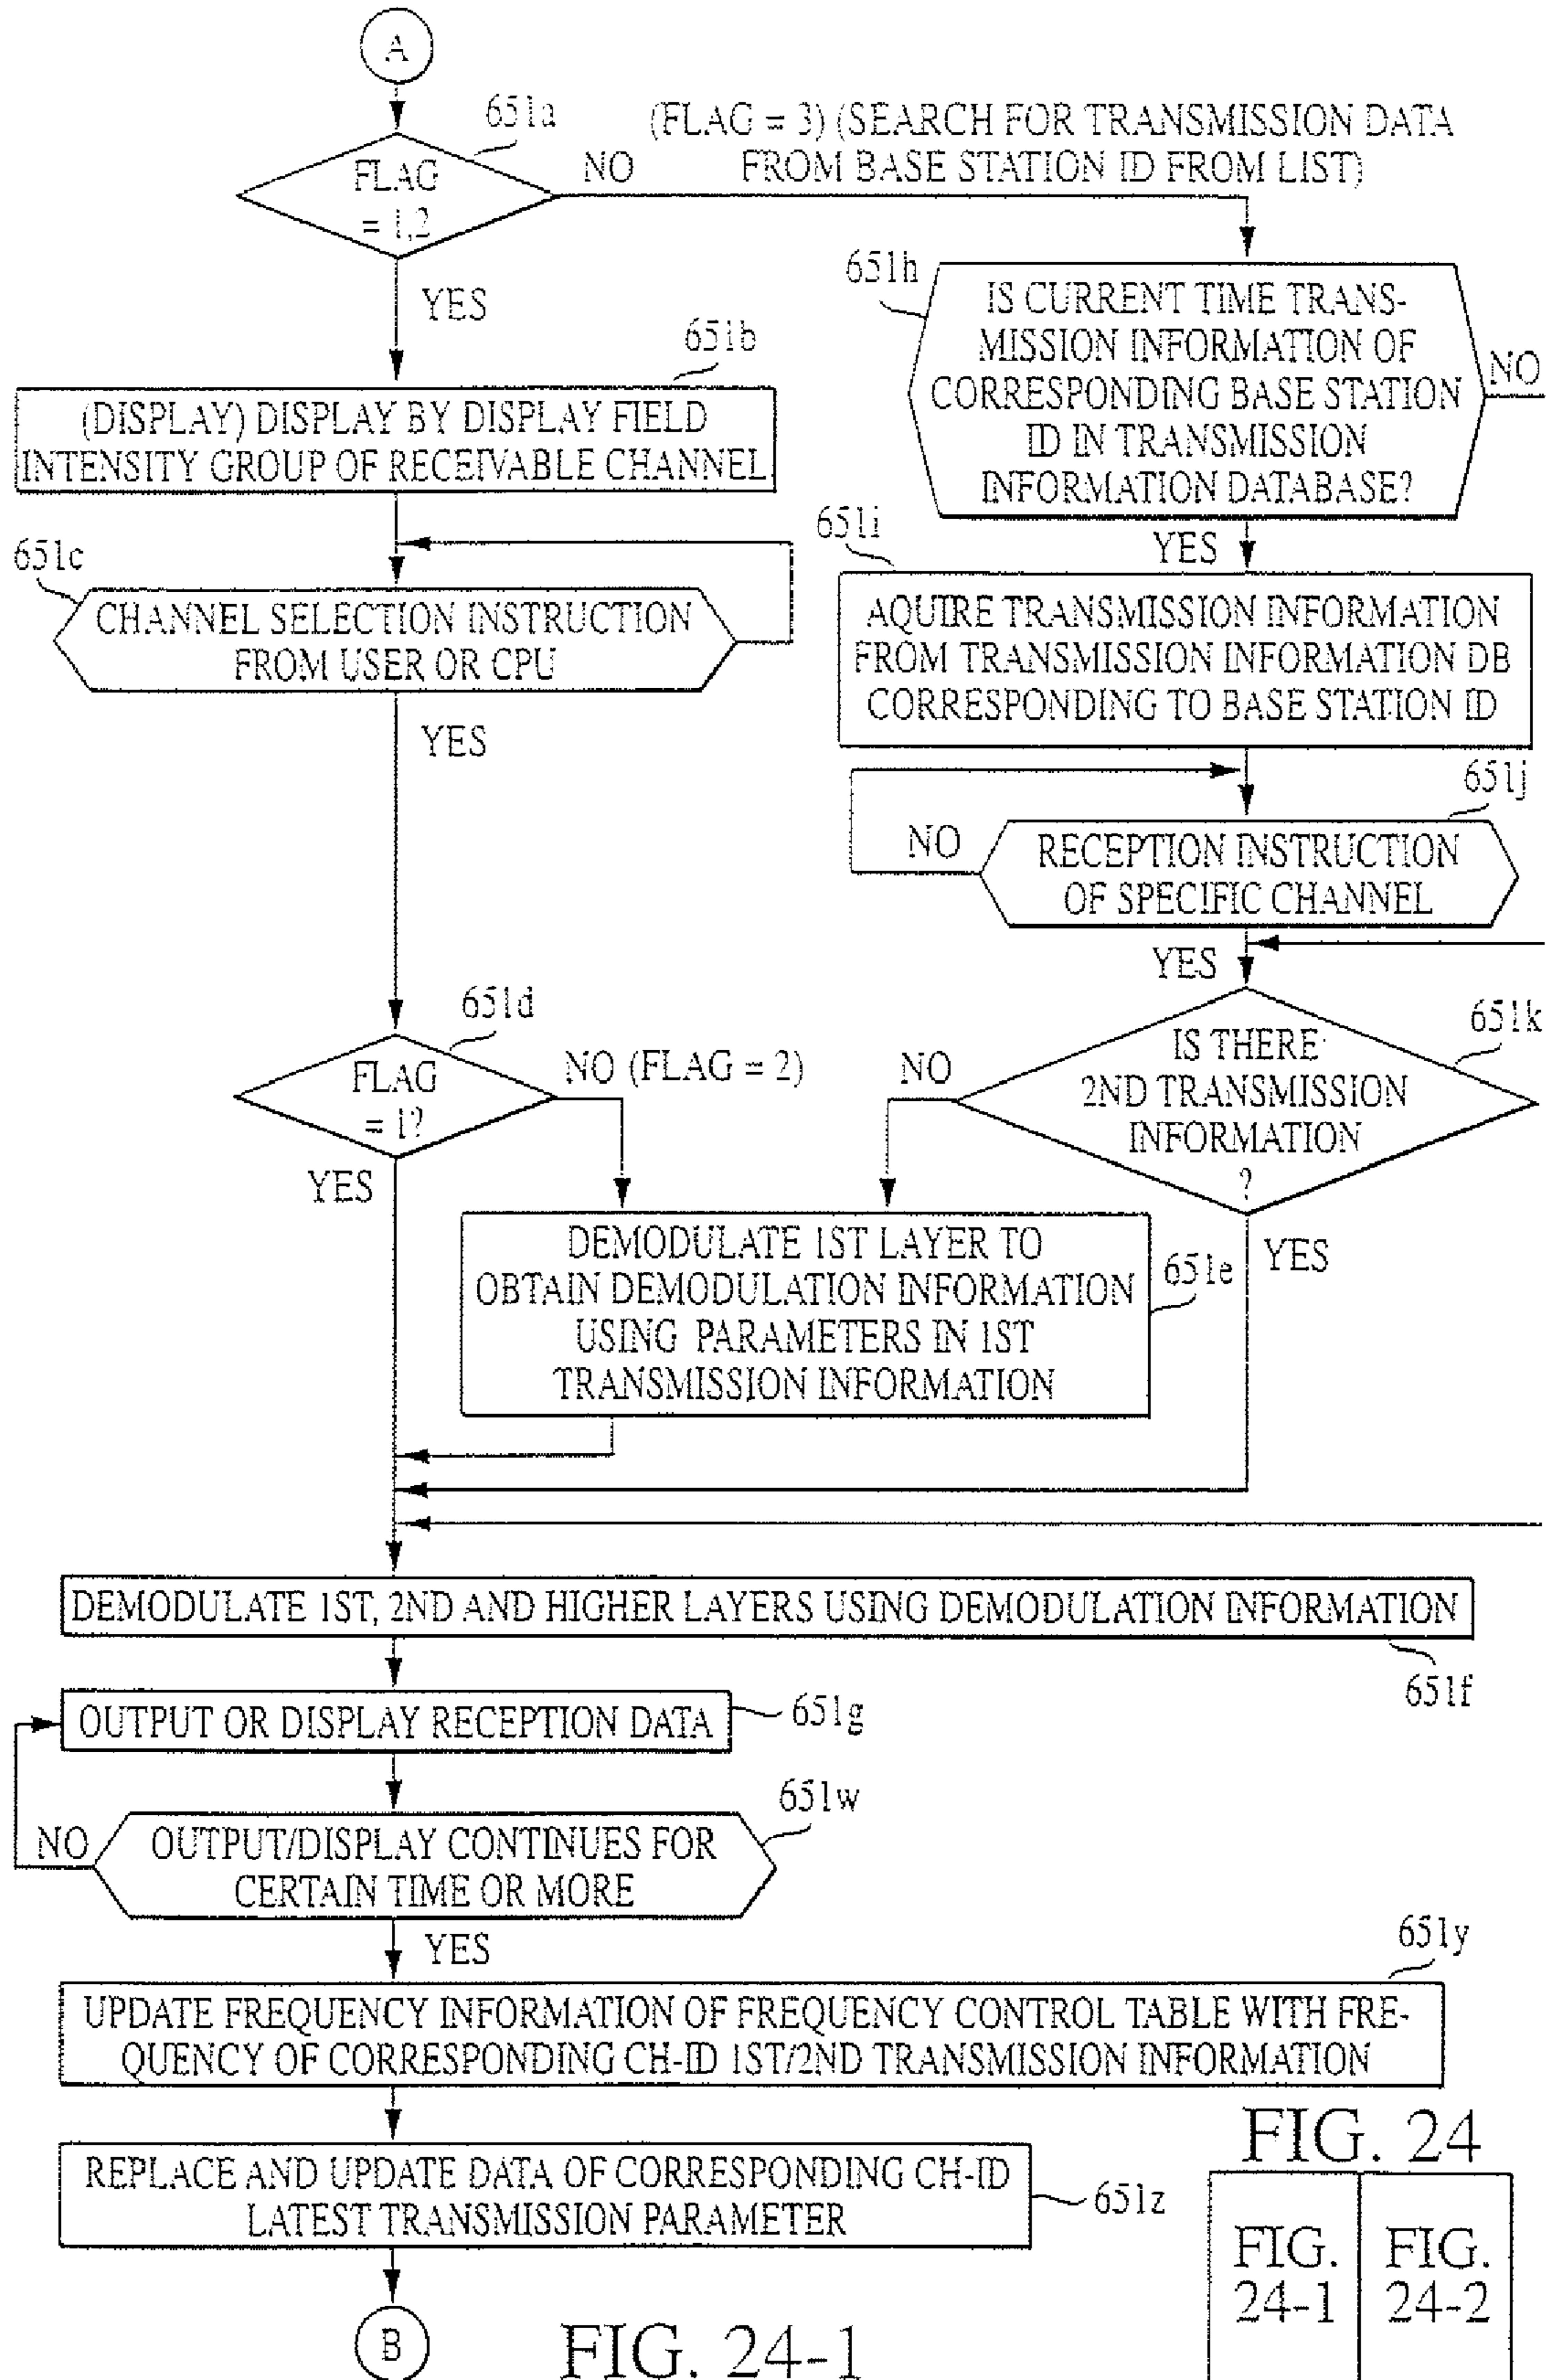 A
651a
FLAG
= 1,2
NO
(FLAG = 3) (SEARCH FOR TRANSMISSION DATA
FROM BASE STATION ID FROM LIST)
YES
651b
(DISPLAY) DISPLAY BY DISPLAY FIELD
INTENSITY GROUP OF RECEIVABLE CHANNEL
651c
CHANNEL SELECTION INSTRUCTION
FROM USER OR CPU
YES
651h
IS CURRENT TIME TRANS-
MISSION INFORMATION OF
CORRESPONDING BASE STATION
ID IN TRANSMISSION
INFORMATION DATABASE?
NO
YES
651i
AQUIRE TRANSMISSION INFORMATION
FROM TRANSMISSION INFORMATION DB
CORRESPONDING TO BASE STATION ID
651j
NO
RECEPTION INSTRUCTION
OF SPECIFIC CHANNEL
YES
651d
FLAG
= 1?
NO (FLAG = 2)
YES
651k
NO
IS THERE
2ND TRANSMISSION
INFORMATION
?
YES
DEMODULATE 1ST LAYER TO
OBTAIN DEMODULATION INFORMATION
USING PARAMETERS IN 1ST
TRANSMISSION INFORMATION
651e
DEMODULATE 1ST, 2ND AND HIGHER LAYERS USING DEMODULATION INFORMATION
651f
OUTPUT OR DISPLAY RECEPTION DATA
651g
651w
NO
OUTPUT/DISPLAY CONTINUES FOR
CERTAIN TIME OR MORE
YES
651y
UPDATE FREQUENCY INFORMATION OF FREQUENCY CONTROL TABLE WITH FRE-
QUENCY OF CORRESPONDING CH-ID 1ST/2ND TRANSMISSION INFORMATION
REPLACE AND UPDATE DATA OF CORRESPONDING CH-ID
LATEST TRANSMISSION PARAMETER
651z
B
FIG. 24-1
FIG. 24
FIG.
24-1
FIG.
24-2